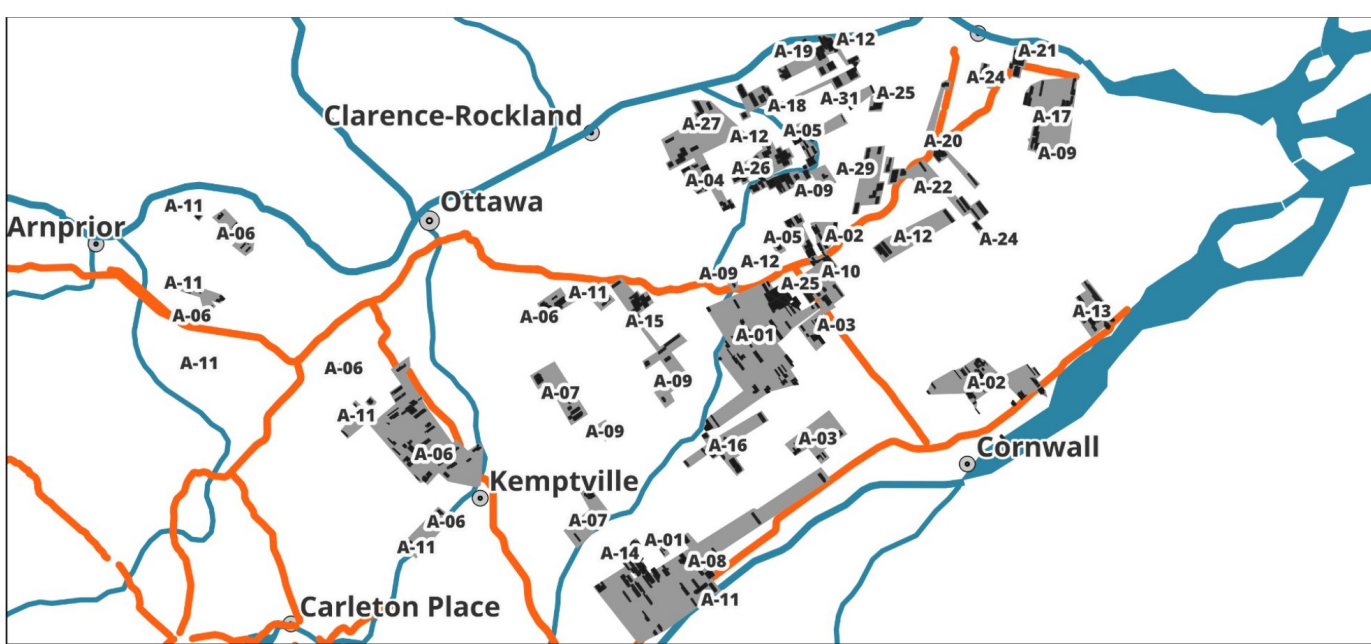 A-12
A-21
A-19
A-24
A-31
A-25
A-18
Clarence-Rockland
A-27
A-17
A-12
A-05
A-20
A-09
A-26
A-29
A-04
A-09
A-22
A-11
Ottawa
Arnprior
A-06
A-05
A-02
A-12
A-24
A-12
A-09
A-10
A-11
A-25
A-11
A-06
A-06
A-15
A-13
A-01
A-03
A-11
A-06
A-09
A-02
A-07
A-11
A-09
A-16
A-03
A-06
Cornwall
Kemptville
A-06
A-07
A-11
A-01
A-14
A-08
A-11
Carleton Place